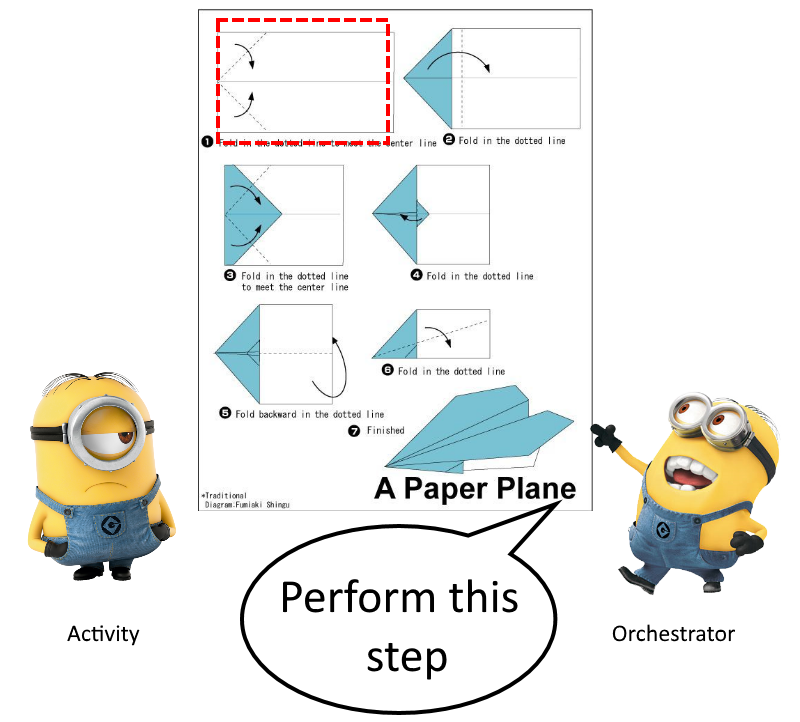 ❶ Fold in the dotted line to meet the center line
❷ Fold in the dotted line
❸ Fold in the dotted line
to meet the center line
❹ Fold in the dotted line
❺ Fold backward in the dotted line
❻ Fold in the dotted line
❼ Finished
A Paper Plane
*Traditional
Diagram:Fumiaki Shingu
Activity
Perform this
step
Orchestrator